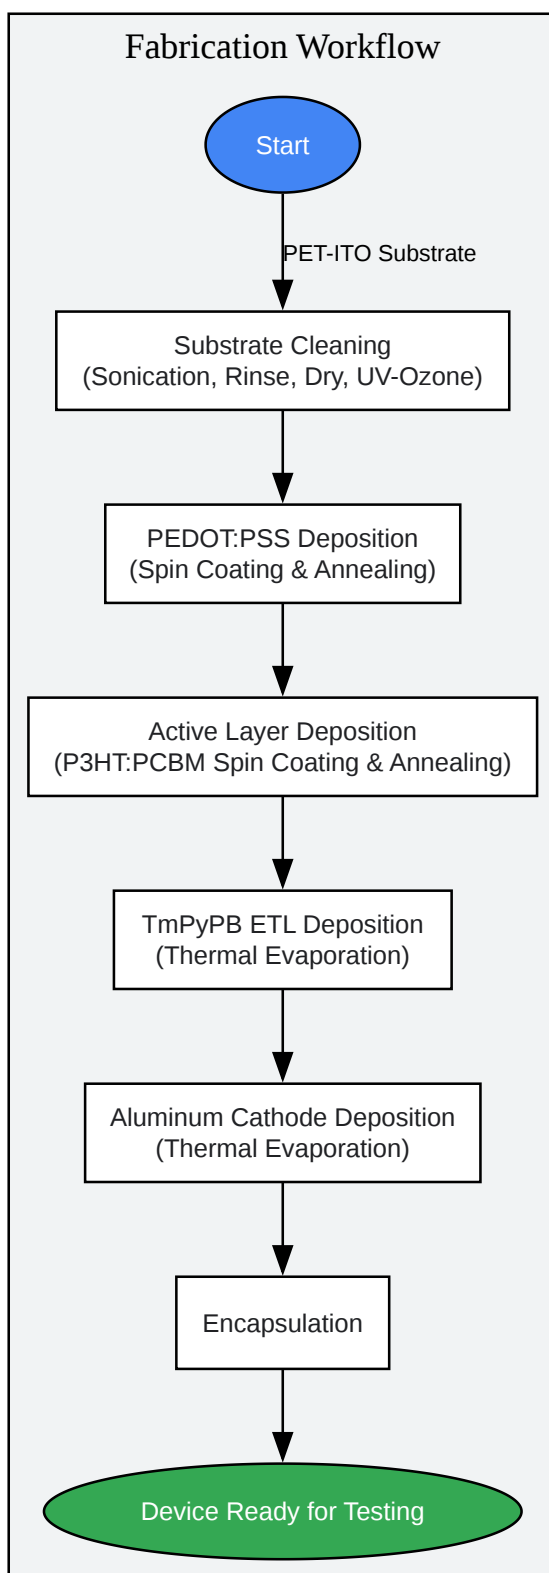 Fabrication Workflow
Start
PET-ITO Substrate
Substrate Cleaning
(Sonication, Rinse, Dry, UV-Ozone)
PEDOT:PSS Deposition
(Spin Coating & Annealing)
Active Layer Deposition
(P3HT:PCBM Spin Coating & Annealing)
TmPyPB ETL Deposition
(Thermal Evaporation)
Aluminum Cathode Deposition
(Thermal Evaporation)
Encapsulation
Device Ready for Testing